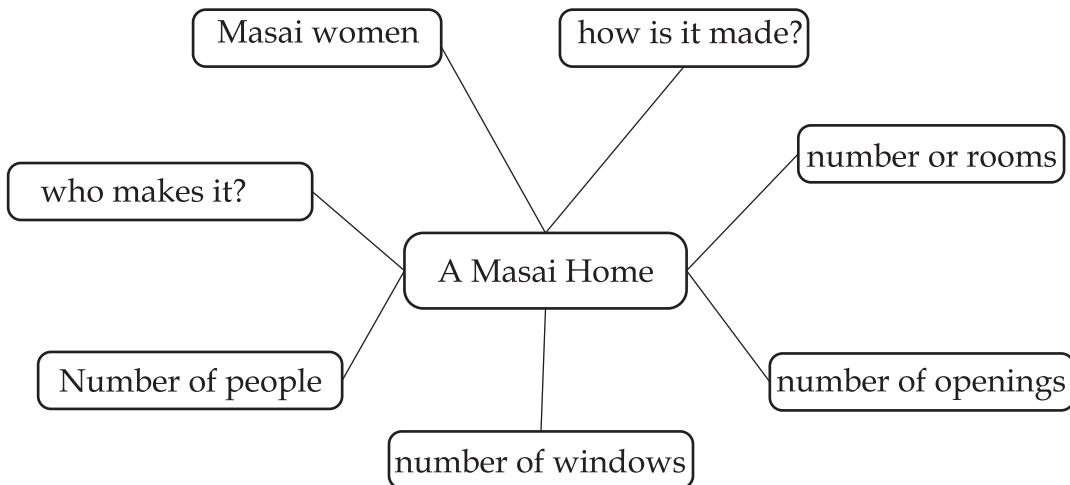 Masai women
how is it made?
number or rooms
who makes it?
A Masai Home
Number of people
number of openings
number of windows